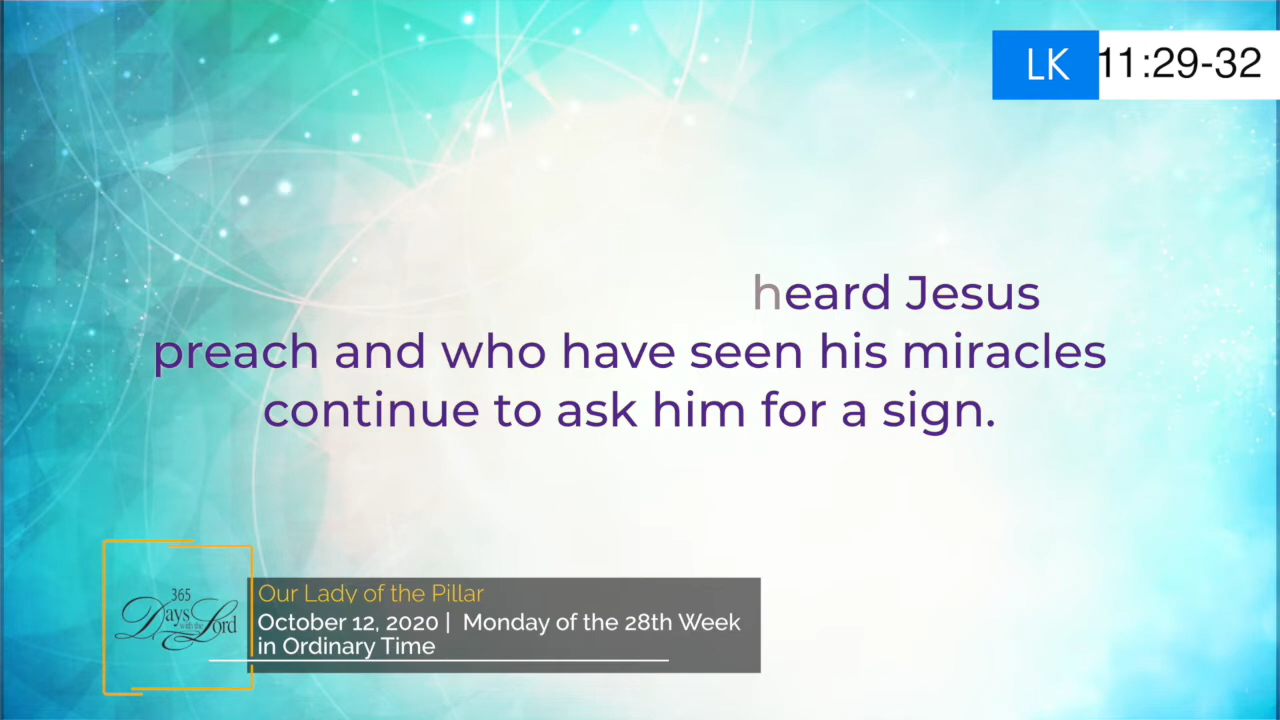 LK 11:29-32
heard Jesus
preach and who have seen his miracles
continue to ask him for a sign.
365
Days with the Lord
Our Lady of the Pillar
October 12, 2020 | Monday of the 28th Week
in Ordinary Time